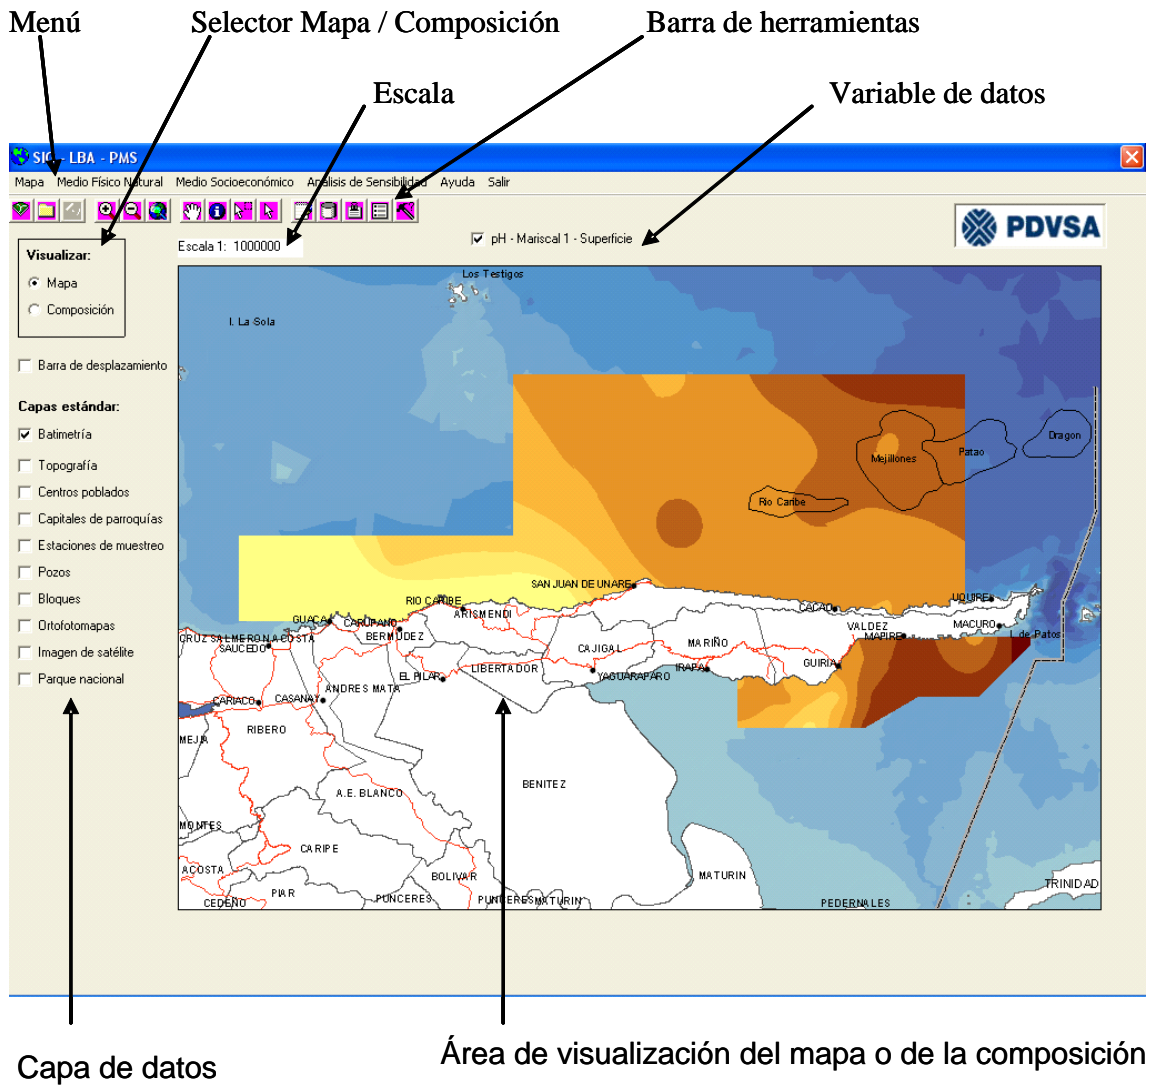 Menú
Selector Mapa / Composición
Barra de herramientas
Escala
Variable de datos
SIG - LBA - PMS
Mapa Medio Físico Natural Medio Socioeconómico Análisis de Sensibilidad Ayuda Salir
PDVSA
Visualizar:
Mapa
Composición
Escala 1: 1000000
pH - Mariscal 1 - Superficie
Barra de desplazamiento
Capas estándar:
Batimetría
Topografía
Centros poblados
Capitales de parroquías
Estaciones de muestreo
Pozos
Bloques
Ortofotomapas
Imagen de satélite
Parque nacional
Los Testigos
I. La Sola
Dragon
Patao
Mejillones
Rio Caribe
SAN JUAN DE UNARE
RIO CARIBE
UQUIRE
CACAO
ARISMENDI
GUACA
CARUPANO
VALDEZ
MACURO
CRUZ SALMERON ACOSTA
BERMUDEZ
MAPIRE
I. de Patos
SAUCEDO
CAJIGAL
MARIÑO
LIBERTADOR
IRAPA
GUIRIA
EL PILAR
YAGUARAPARO
ANDRES MATA
CARIACO
CASANAY
RIBERO
MEJIA
BENITEZ
A.E. BLANCO
MONTES
CARIPE
ACOSTA
BOLIVAR
MATURIN
TRINIDAD
PIAR
PUNCERES
PUNCERES
MATURIN
PEDERNALES
CEDEÑO
Capa de datos
Área de visualización del mapa o de la composición